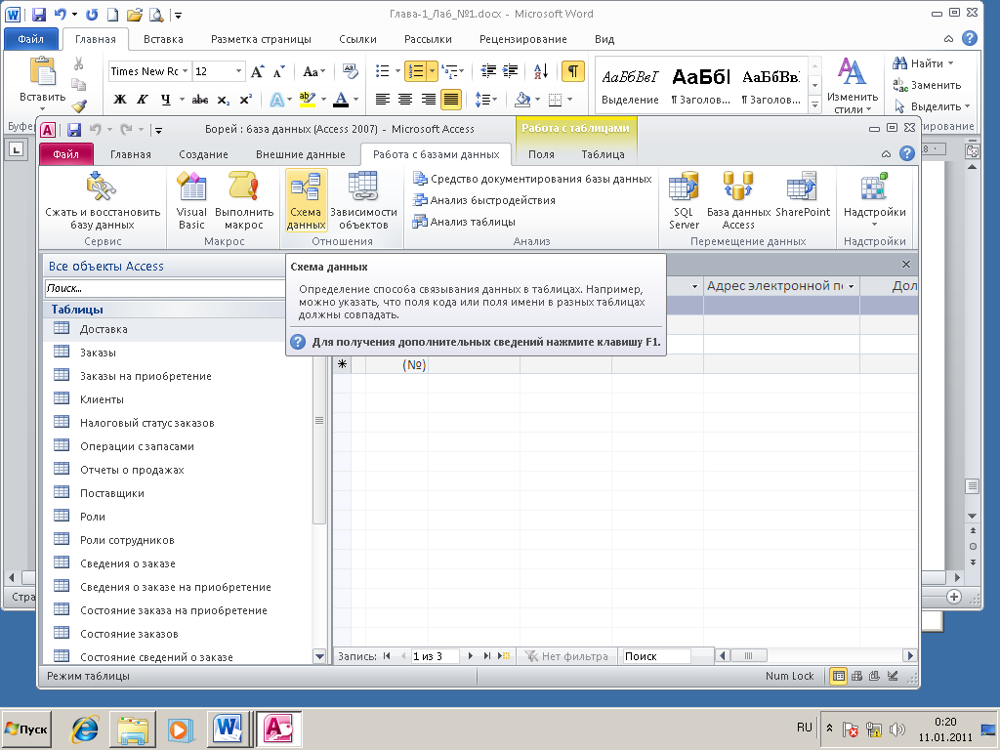 Глава-1_Лаб_№1.docx - Microsoft Word
Файл Главная Вставка Разметка страницы Ссылки Рассылки Рецензирование Вид
Times New Rc 12 Aa
АаБбВвІ АаБбІ АаБбВв:
Найти
Заменить
Выделить
Вставить
Ж К Ч abc x₂ x²
Выделение ¶ Заголов... ¶ Заголов...
Изменить стили
Буфе
тирование
Борей : база данных (Access 2007) - Microsoft Access
Работа с таблицами
Файл Главная Создание Внешние данные Работа с базами данных Поля Таблица
Сжать и восстановить базу данных
Visual Basic
Выполнить макрос
Схема данных
Зависимости объектов
Средство документирования базы данных
Анализ быстродействия
Анализ таблицы
SQL Server
База данных Access
SharePoint
Надстройки
Сервис Макрос Отношения Анализ Перемещение данных Надстройки
Все объекты Access
Поиск...
Схема данных
Определение способа связывания данных в таблицах. Например,
можно указать, что поля кода или поля имени в разных таблицах
должны совпадать.
Для получения дополнительных сведений нажмите клавишу F1.
Адрес электронной п Дол
(№)
Таблицы
Доставка
Заказы
Заказы на приобретение
Клиенты
Налоговый статус заказов
Операции с запасами
Отчеты о продажах
Поставщики
Роли
Роли сотрудников
Сведения о заказе
Сведения о заказе на приобретение
Состояние заказа на приобретение
Состояние заказов
Состояние сведений о заказе
Стра
Запись: 1 из 3 Нет фильтра Поиск
Режим таблицы Num Lock
Пуск RU 0:20
11.01.2011